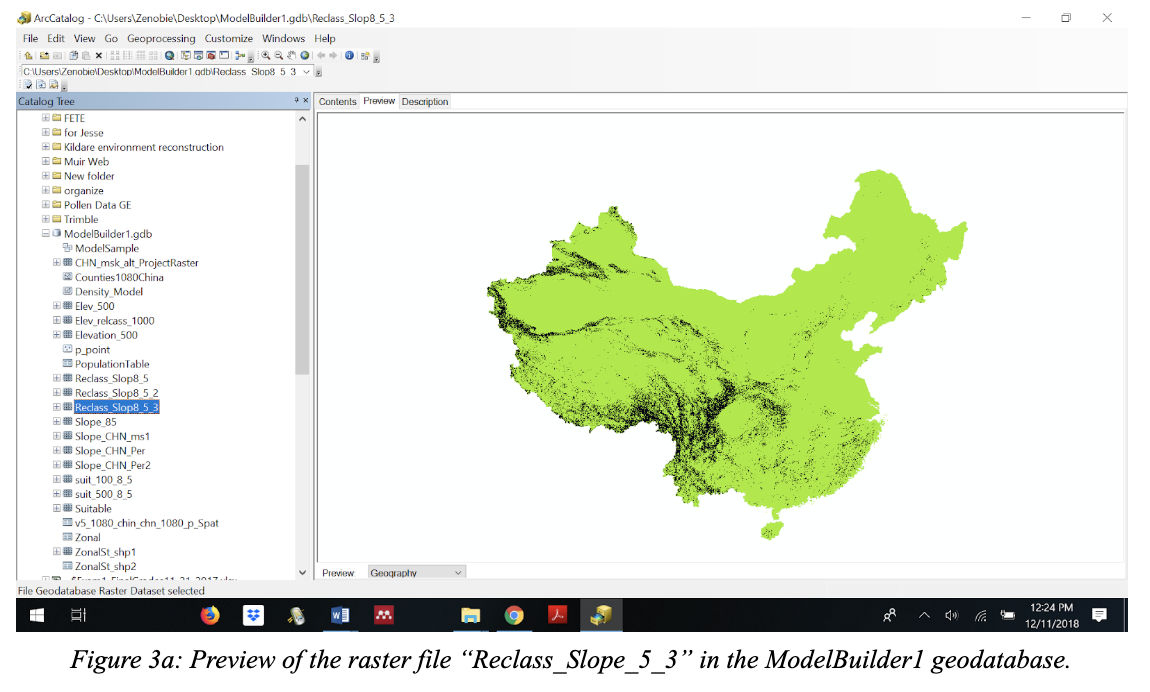 ArcCatalog - C:\Users\Zenobie\Desktop\ModelBuilder1.gdb\Reclass_Slop8_5_3
File Edit View Go Geoprocessing Customize Windows Help
C:\Users\Zenobie\Desktop\ModelBuilder1.gdb\Reclass_Slop8_5_3
Catalog Tree
Contents Preview Description
FETE
for Jesse
Kildare environment reconstruction
Muir Web
New folder
organize
Pollen Data GE
Trimble
ModelBuilder1.gdb
ModelSample
CHN_msk_alt_ProjectRaster
Counties1080China
Density_Model
Elev_500
Elev_relcass_1000
Elevation_500
p_point
PopulationTable
Reclass_Slop8_5
Reclass_Slop8_5_2
Reclass_Slop8_5_3
Slope_85
Slope_CHN_ms1
Slope_CHN_Per
Slope_CHN_Per2
suit_100_8_5
suit_500_8_5
Suitable
v5_1080_chin_chn_1080_p_Spat
Zonal
ZonalSt_shp1
ZonalSt_shp2
Preview Geography
File Geodatabase Raster Dataset selected
12:24 PM
12/11/2018
Figure 3a: Preview of the raster file “Reclass_Slope_5_3” in the ModelBuilder1 geodatabase.